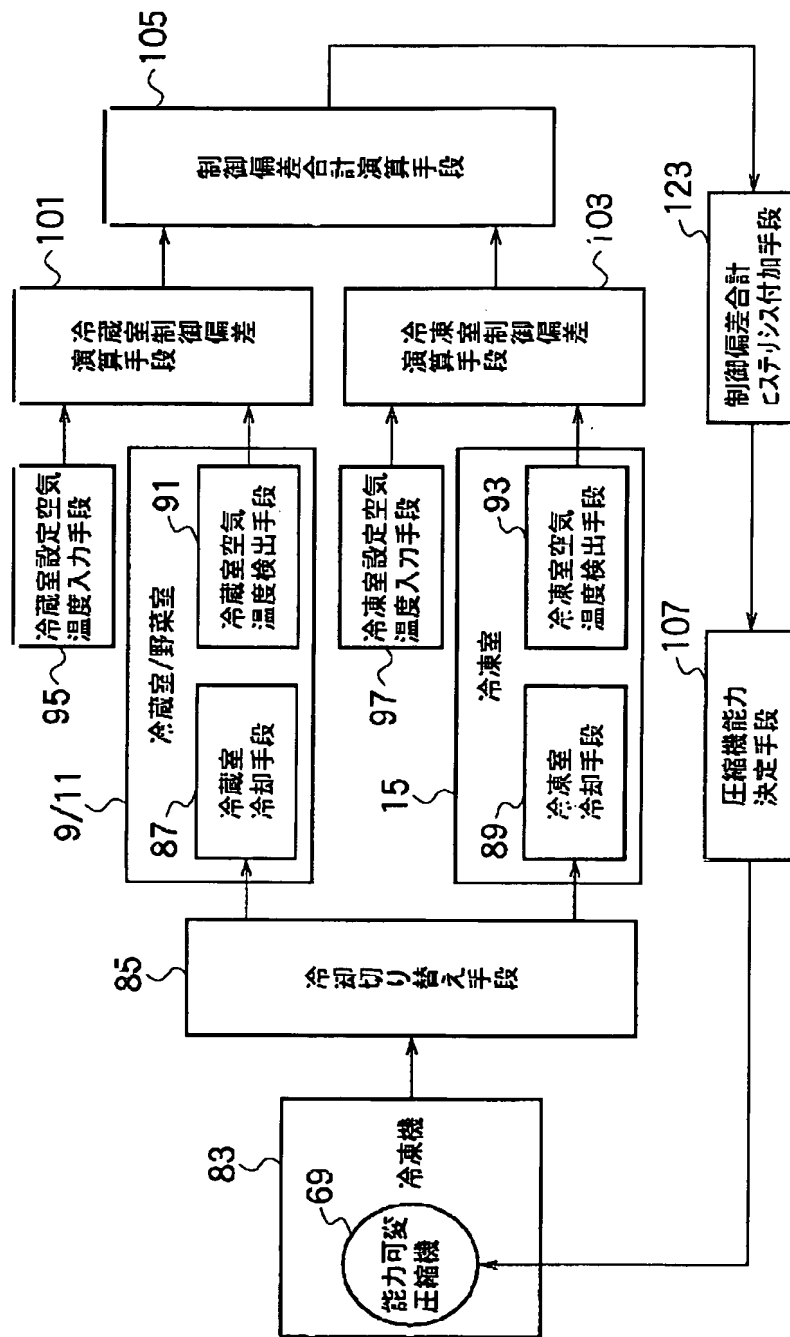 83
69
能力可変
圧縮機
冷凍機
85
冷却切り替え手段
9/11
冷蔵室/野菜室
87
冷蔵室
冷却手段
91
冷蔵室空気
温度検出手段
95
冷蔵室設定空気
温度入力手段
101
冷蔵室制御偏差
演算手段
15
冷凍室
89
冷凍室
冷却手段
93
冷凍室空気
温度検出手段
97
冷凍室設定空気
温度入力手段
103
冷凍室制御偏差
演算手段
105
制御偏差合計演算手段
123
制御偏差合計
ヒステリシス付加手段
107
圧縮機能力
決定手段